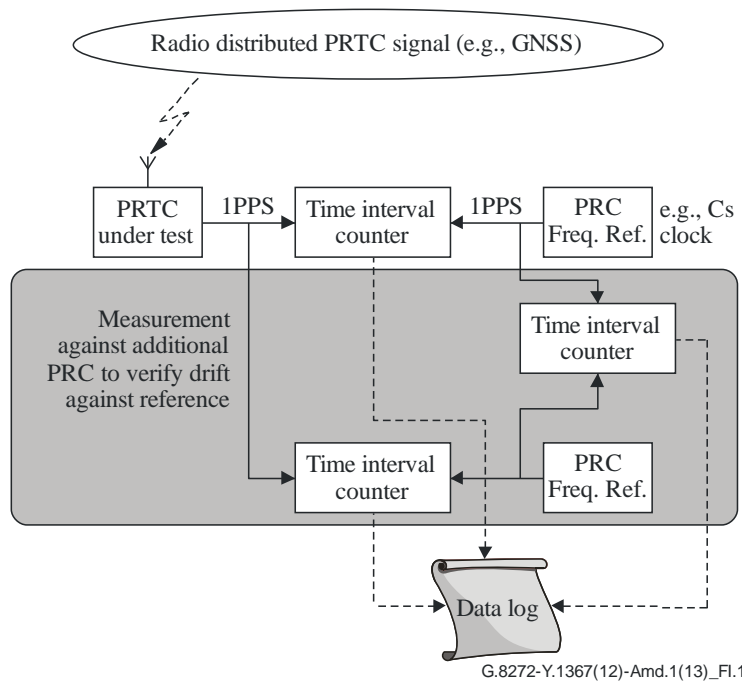 Radio distributed PRTC signal (e.g., GNSS)
PRTC
under test
1PPS
Time interval
counter
1PPS
PRC
Freq. Ref.
e.g., Cs
clock
Measurement
against additional
PRC to verify drift
against reference
Time interval
counter
Time interval
counter
PRC
Freq. Ref.
Data log
G.8272-Y.1367(12)-Amd.1(13)_FI.1